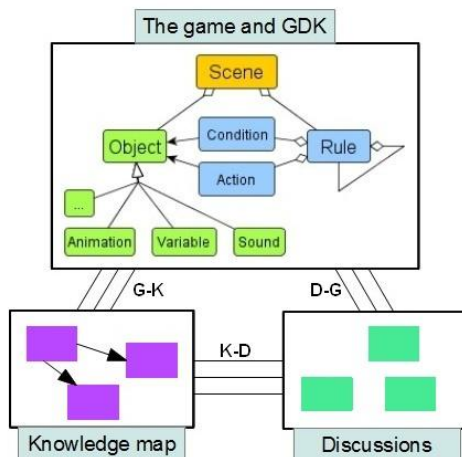 The game and GDK
Scene
Object
Condition
Rule
Action
...
Animation
Variable
Sound
G-K
D-G
K-D
Knowledge map
Discussions